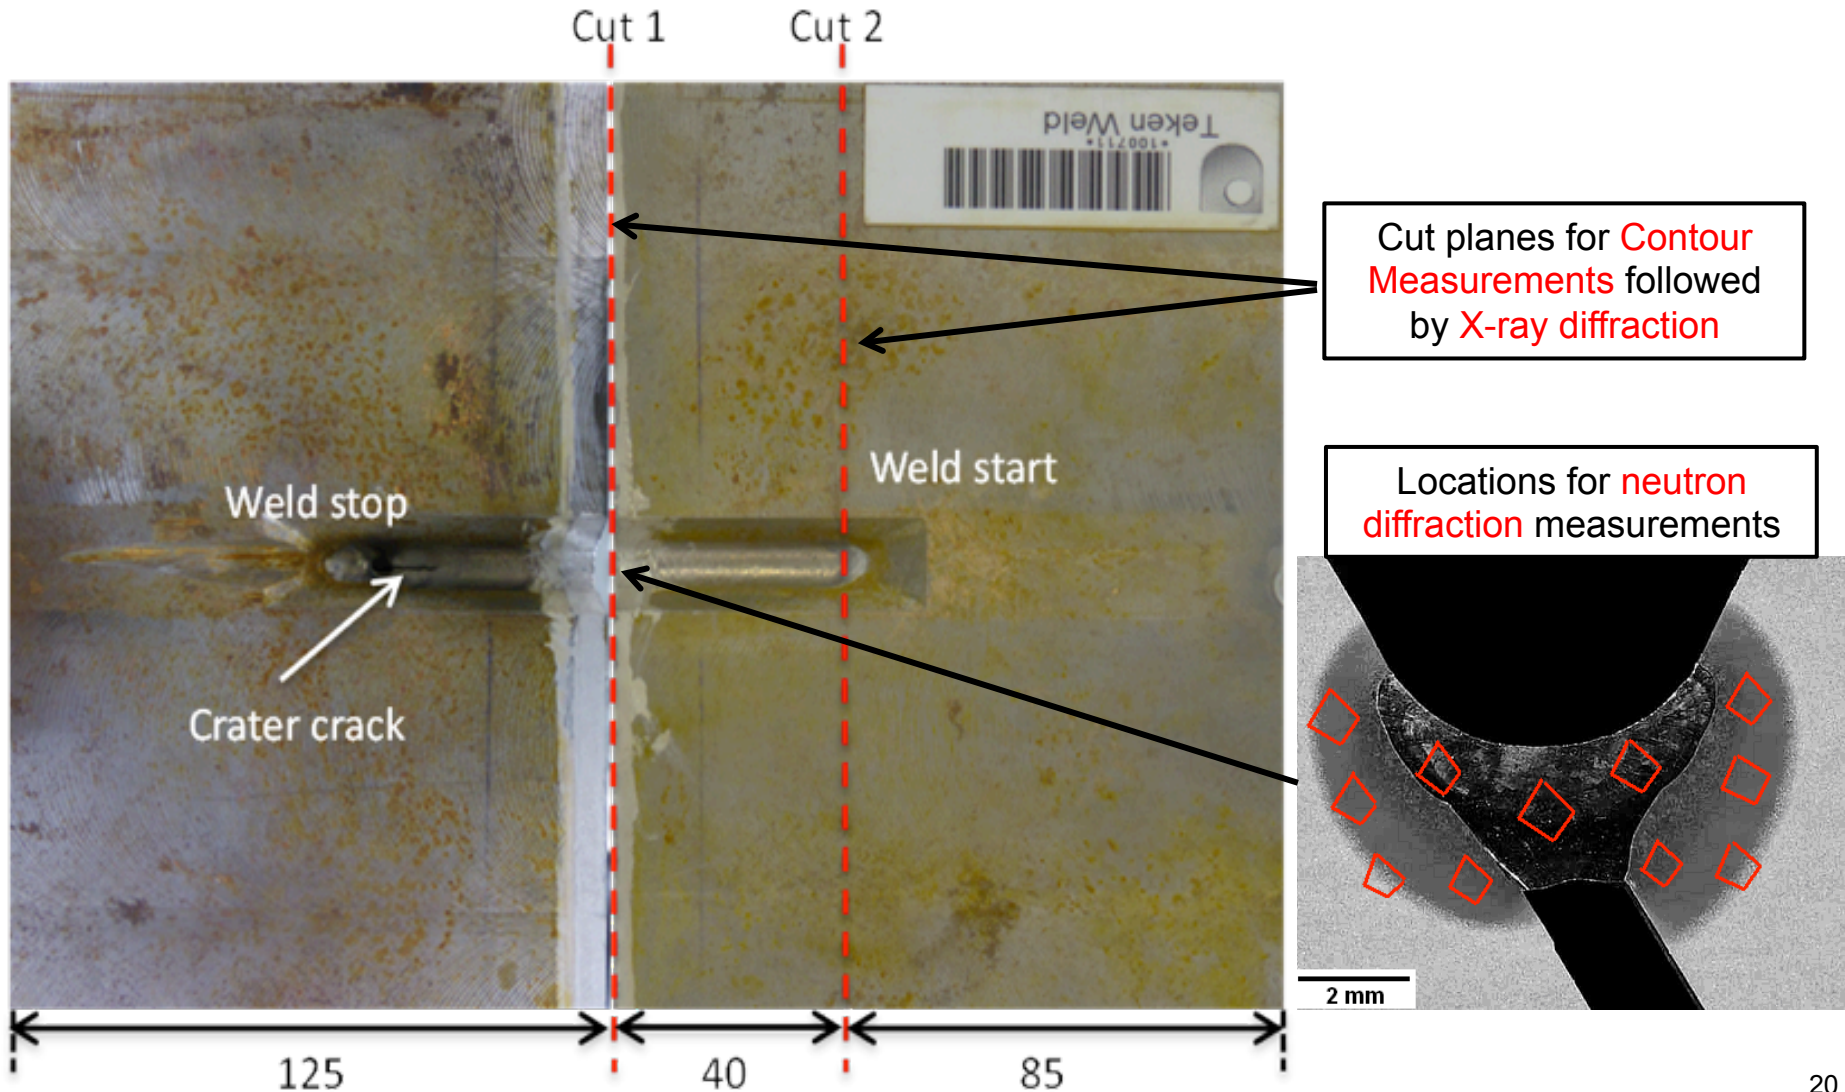 Cut 1
Cut 2
Teken Weld
*100711*
Cut planes for Contour
Measurements followed
by X-ray diffraction
Weld start
Weld stop
Locations for neutron
diffraction measurements
Crater crack
2 mm
125
40
85
20